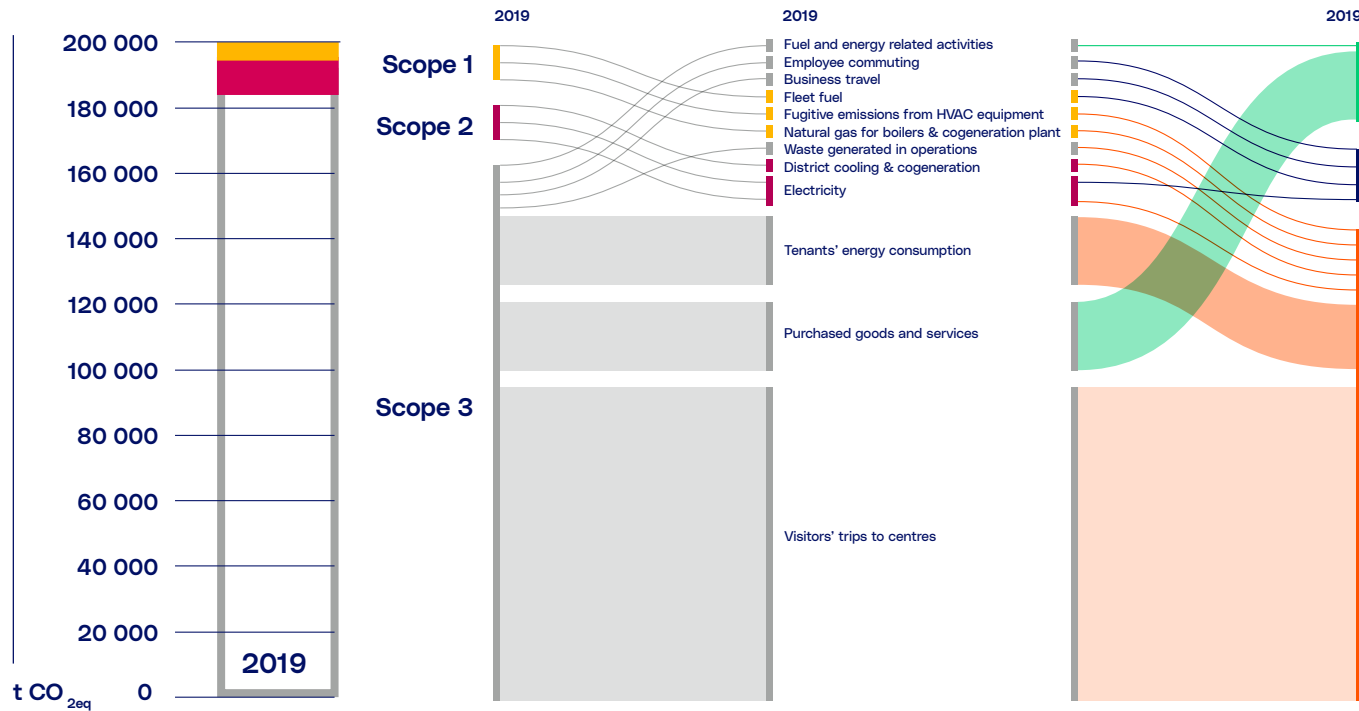 2019
2019
2019
200 000
180 000
160 000
140 000
120 000
100 000
80 000
60 000
40 000
20 000
t CO2eq
0
2019
Scope 1
Scope 2
Scope 3
Fuel and energy related activities
Employee commuting
Business travel
Fleet fuel
Fugitive emissions from HVAC equipment
Natural gas for boilers & cogeneration plant
Waste generated in operations
District cooling & cogeneration
Electricity
Tenants' energy consumption
Purchased goods and services
Visitors' trips to centres